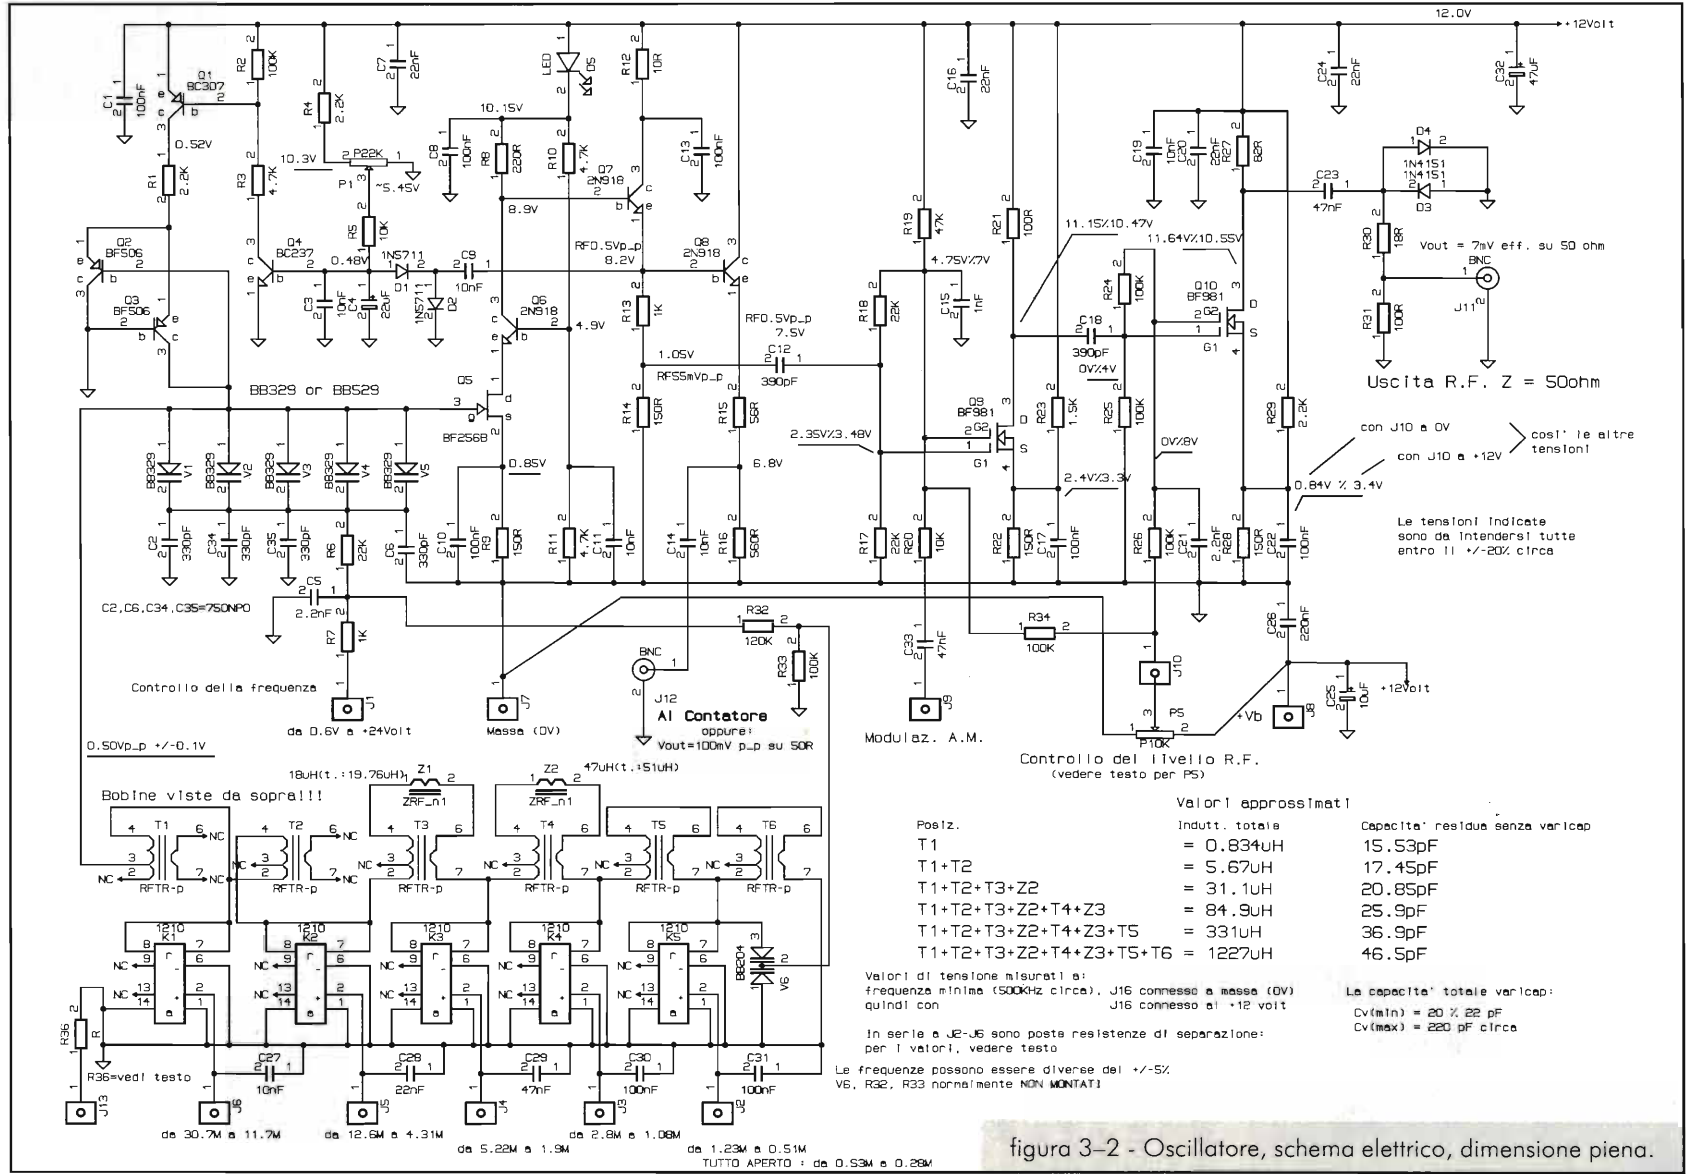 12.0V
+12Volt
C1
100nF
Q1
BC307
R2
100K
R4
2.2K
C7
22nF
LED
D5
R12
10R
C16
22nF
C24
22nF
C32
47uF
0.52V
R1
2.2K
R3
4.7K
10.3V
P22K
P1
~5.45V
C8
100nF
10.15V
R8
220R
R10
4.7K
Q7
2N918
C13
100nF
8.9V
R19
47K
R21
100R
C19
10nF
C20
22nF
R27
82R
D4
1N4151
1N4151
D3
C23
47nF
Q2
BF506
Q3
BF506
Q4
BC237
R5
10K
0.48V
1N5711
D1
C9
10nF
C3
10nF
C4
22uF
1N5711
D2
Q6
2N918
4.9V
RF0.5Vp_p
8.2V
Q8
2N918
R13
1K
RF0.5Vp_p
7.5V
C12
390pF
1.05V
RF55mVp_p
R18
22K
4.75V%7V
C15
1nF
11.15%10.47V
11.64V%10.55V
R24
100K
C18
390pF
0V%4V
Q10
BF981
G2
G1
D
S
R30
18R
R31
100R
Vout = 7mV eff. su 50 ohm
BNC
J11
Uscita R.F. Z = 50ohm
BB329 or BB529
Q5
BF256B
R14
150R
R15
56R
2.35V%3.48V
Q9
BF981
G2
G1
D
S
R23
1.5K
R25
100K
0V%8V
R29
2.2K
con J10 a 0V
con J10 a +12V
cosi' le altre
tensioni
0.84V % 3.4V
BB329
V1
BB329
V2
BB329
V3
BB329
V4
BB329
V5
0.85V
6.8V
2.4V%3.3V
C2
330pF
C34
330pF
C35
330pF
R6
22K
C6
330pF
C10
100nF
R9
150R
R11
4.7K
C11
10nF
C14
10nF
R16
560R
R17
22K
R20
10K
R22
150R
C17
100nF
R26
100K
C21
2.2nF
R28
150R
C22
100nF
Le tensioni indicate
sono da intendersi tutte
entro il +/-20% circa
C2,C6,C34,C35=750NPO
C5
2.2nF
R7
1K
R32
120K
R33
100K
C33
47nF
R34
100K
C26
220nF
Controllo della frequenza
J1
da 0.6V a +24Volt
J7
Massa (0V)
BNC
J12
Al Contatore
oppure:
Vout=100mV p_p su 50R
J9
Modulaz. A.M.
J10
P5
P10K
+Vb
J8
C25
10uF
+12Volt
Controllo del livello R.F.
(vedere testo per P5)
0.50Vp_p +/-0.1V
18uH(t.:19.76uH)
Z1
ZRF_n1
Z2
ZRF_n1
47uH(t.:51uH)
Bobine viste da sopra!!!
T1
RFTR-p
T2
RFTR-p
T3
RFTR-p
T4
RFTR-p
T5
RFTR-p
T6
RFTR-p
1210
K1
1210
K2
1210
K3
1210
K4
1210
K5
BB204
V6
R36
R
R36=vedi testo
C27
10nF
C28
22nF
C29
47nF
C30
100nF
C31
100nF
J13
J6
J5
J4
J3
J2
da 30.7M a 11.7M
da 12.6M a 4.31M
da 5.22M a 1.9M
da 2.8M a 1.08M
da 1.23M a 0.51M
TUTTO APERTO : da 0.53M a 0.28M
Valori approssimati
Posiz. Indutt. totale Capacita' residua senza varicap
T1 = 0.834uH 15.53pF
T1+T2 = 5.67uH 17.45pF
T1+T2+T3+Z2 = 31.1uH 20.85pF
T1+T2+T3+Z2+T4+Z3 = 84.9uH 25.9pF
T1+T2+T3+Z2+T4+Z3+T5 = 331uH 36.9pF
T1+T2+T3+Z2+T4+Z3+T5+T6 = 1227uH 46.5pF
Valori di tensione misurati a:
frequenza minima (500KHz circa), J16 connesso a massa (0V)
quindi con J16 connesso al +12 volt
La capacita' totale varicap:
Cv(min) = 20 % 22 pF
Cv(max) = 220 pF circa
In serie a J2-J6 sono poste resistenze di separazione:
per i valori, vedere testo
Le frequenze possono essere diverse del +/-5%
V6, R32, R33 normalmente NON MONTATI
figura 3–2 - Oscillatore, schema elettrico, dimensione piena.